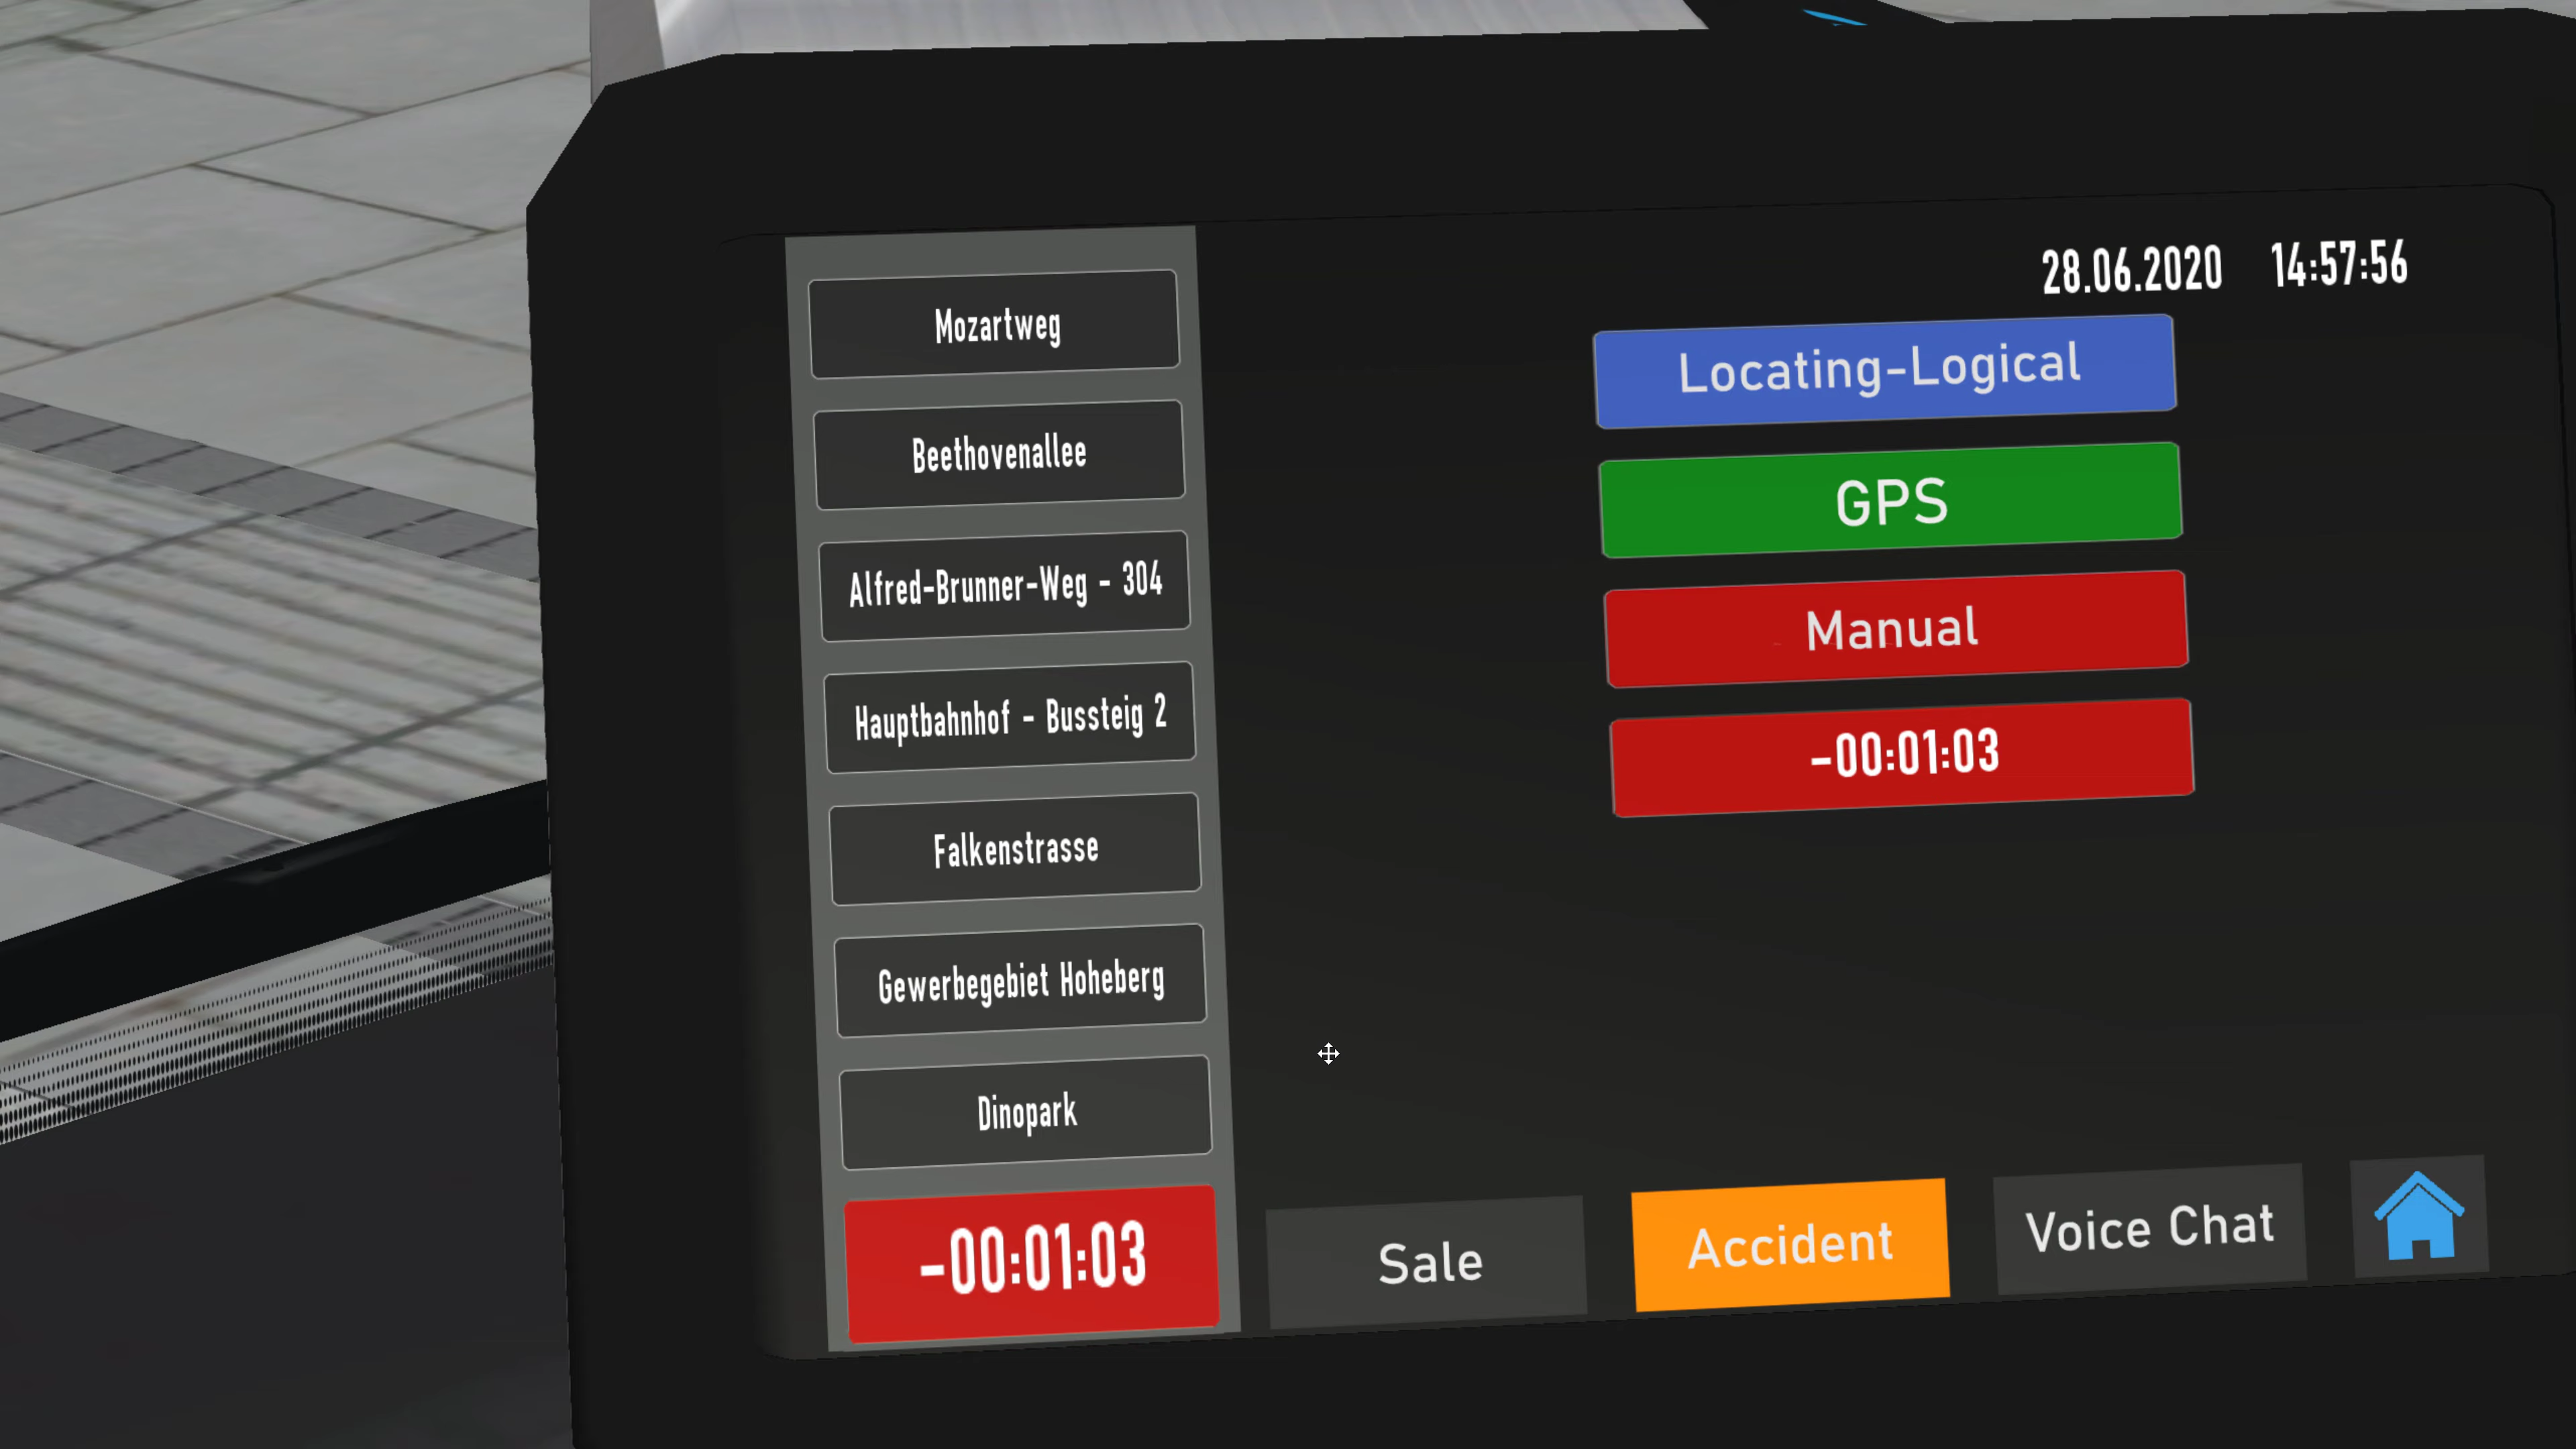 28.06.2020 14:57:56
Mozartweg
Beethovenallee
Alfred-Brunner-Weg - 304
Hauptbahnhof - Bussteig 2
Falkenstrasse
Gewerbegebiet Hoheberg
Dinopark
-00:01:03
Locating-Logical
GPS
Manual
-00:01:03
Sale
Accident
Voice Chat